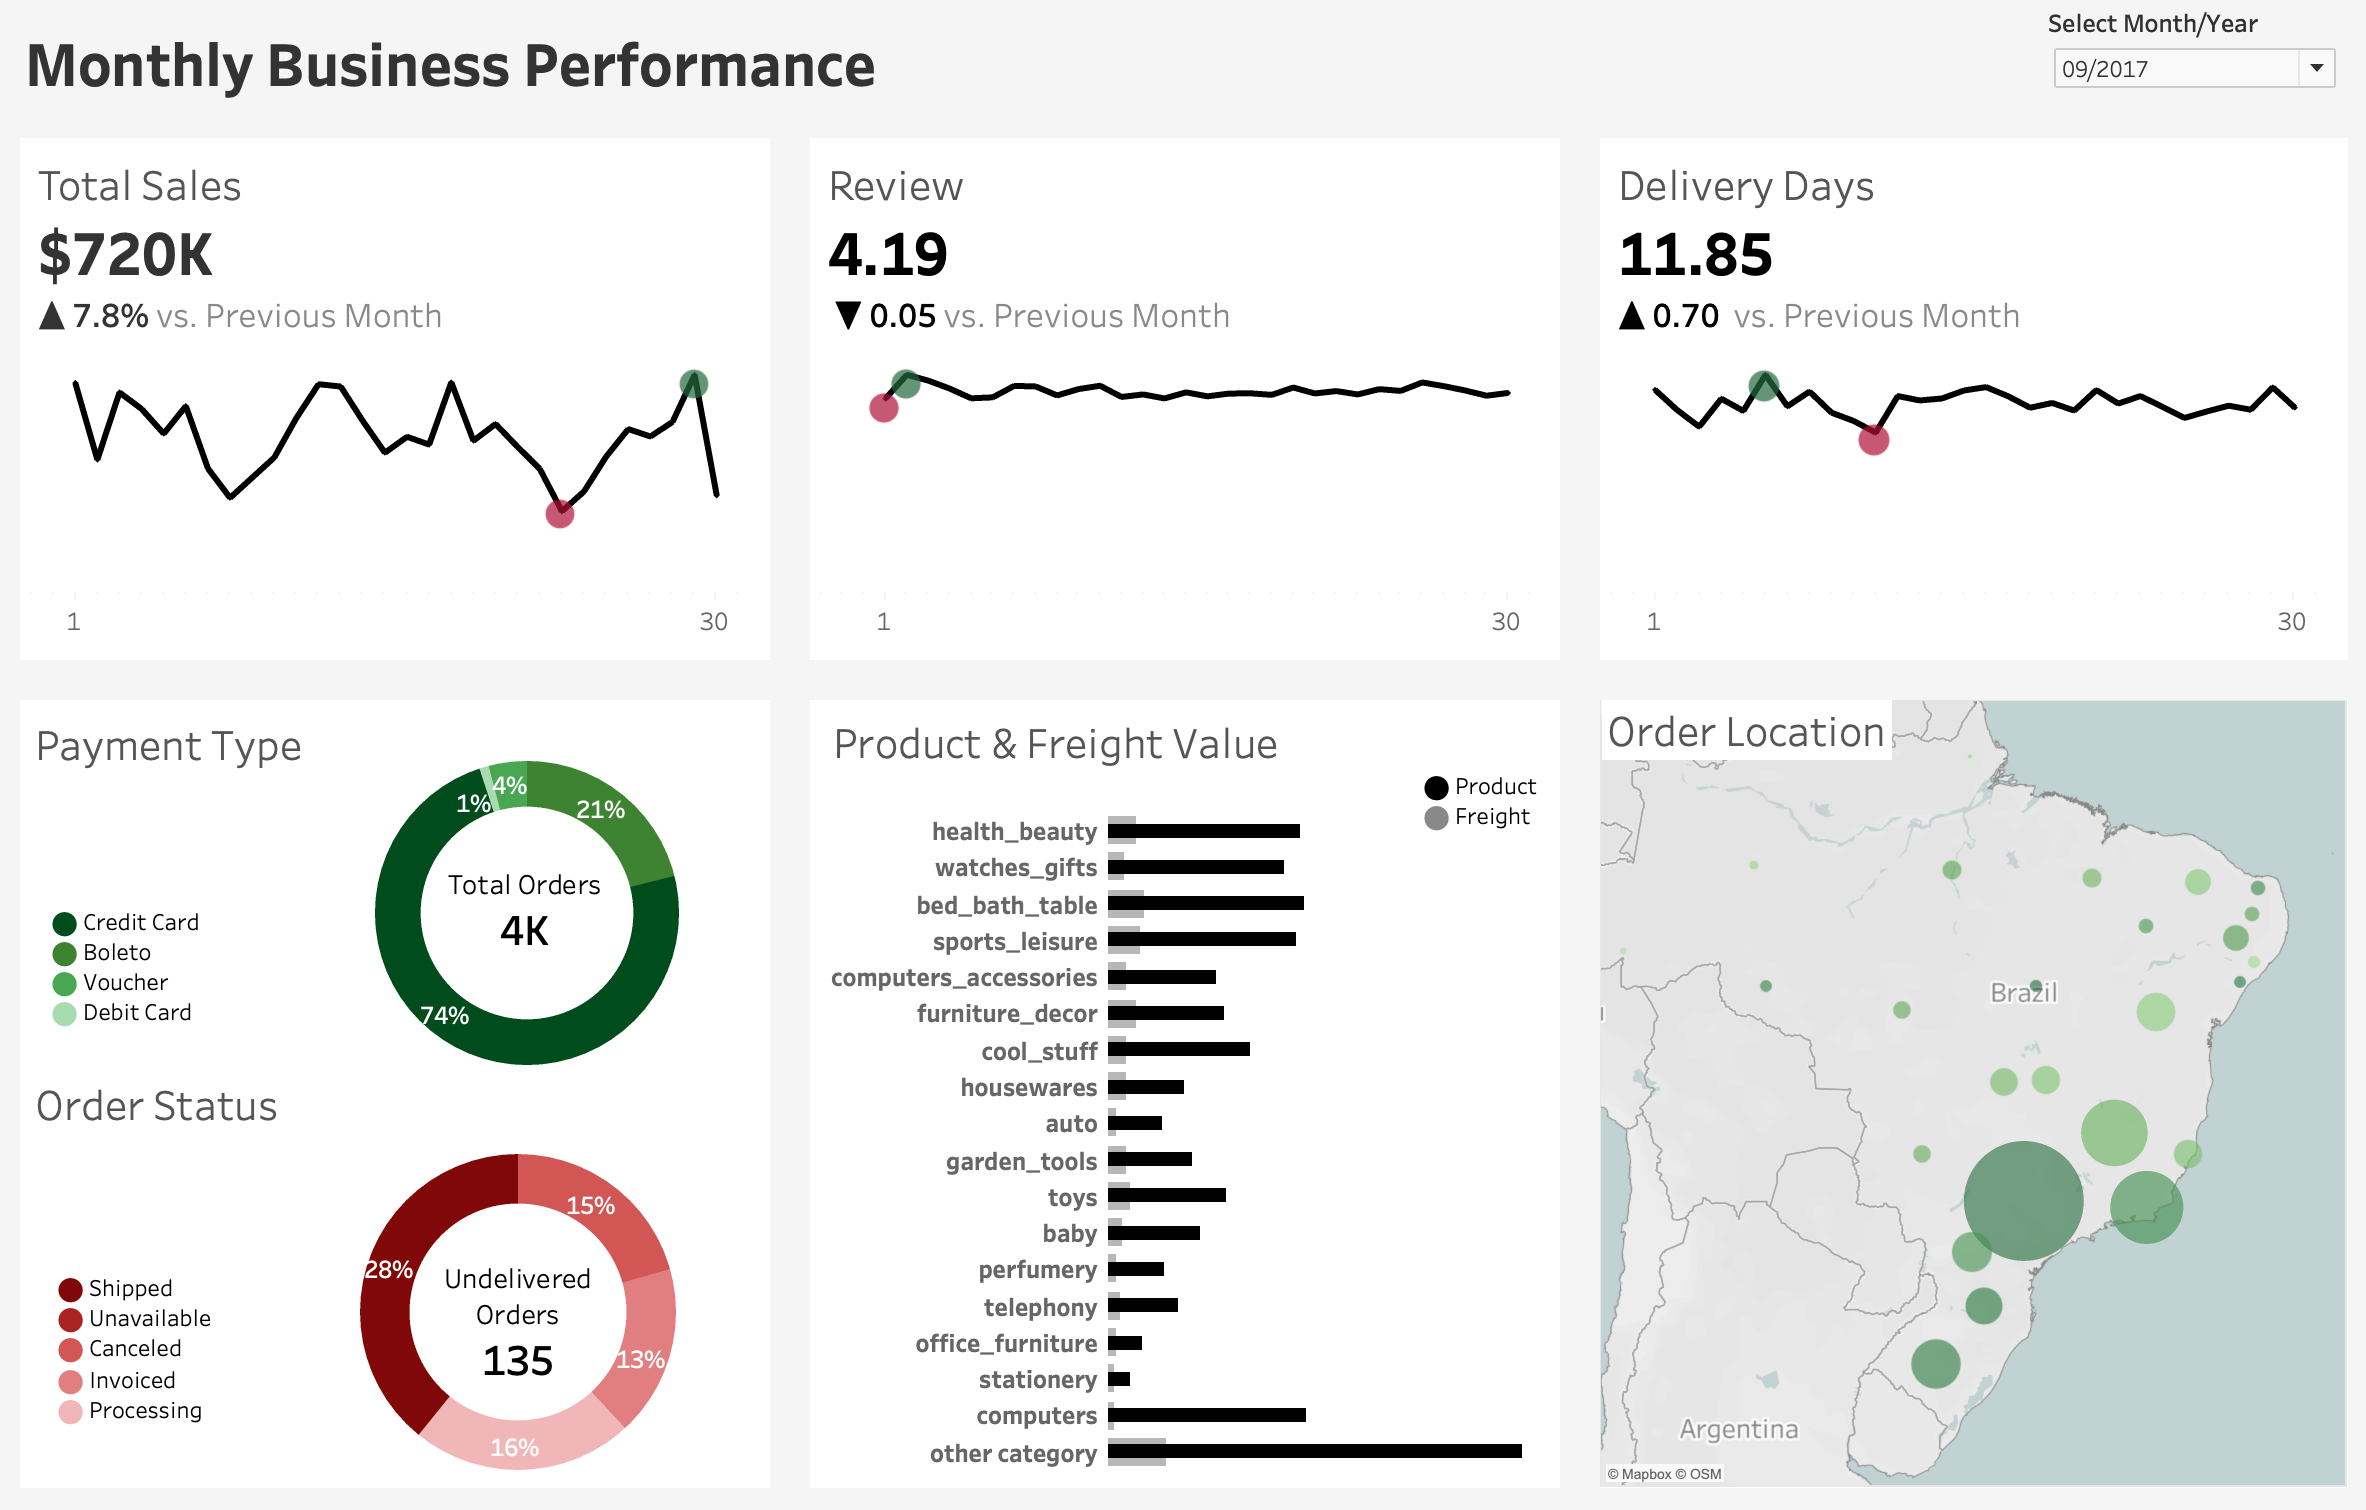 Monthly Business Performance
Select Month/Year
09/2017
Total Sales
$720K
▲ 7.8% vs. Previous Month
1
30
Review
4.19
▼ 0.05 vs. Previous Month
1
30
Delivery Days
11.85
▲ 0.70 vs. Previous Month
1
30
Payment Type
1%
4%
21%
74%
Total Orders
4K
Credit Card
Boleto
Voucher
Debit Card
Order Status
15%
28%
13%
16%
Undelivered
Orders
135
Shipped
Unavailable
Canceled
Invoiced
Processing
Product & Freight Value
Product
Freight
health_beauty
watches_gifts
bed_bath_table
sports_leisure
computers_accessories
furniture_decor
cool_stuff
housewares
auto
garden_tools
toys
baby
perfumery
telephony
office_furniture
stationery
computers
other category
Order Location
Brazil
Argentina
© Mapbox © OSM